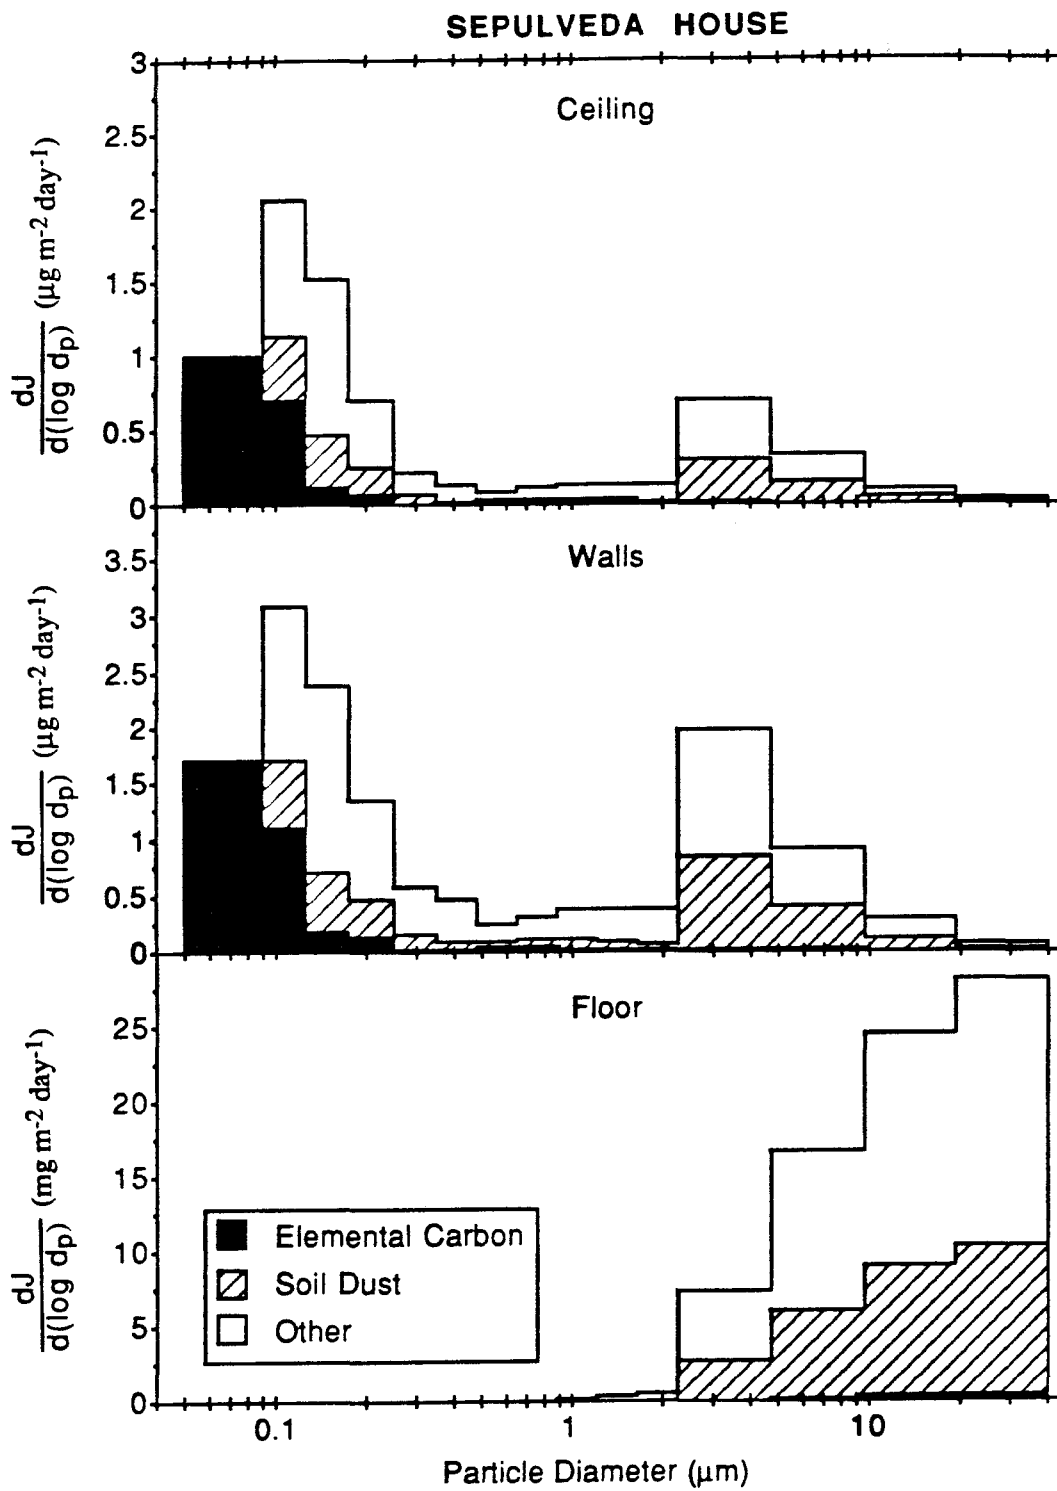 SEPULVEDA HOUSE
Ceiling
3
2.5
2
1.5
1
0.5
0
dJ
d(log dp) (µg m-2 day-1)
Walls
3.5
3
2.5
2
1.5
1
0.5
0
dJ
d(log dp) (µg m-2 day-1)
Floor
25
20
15
10
5
0
dJ
d(log dp) (mg m-2 day-1)
Elemental Carbon
Soil Dust
Other
0.1 1 10
Particle Diameter (µm)